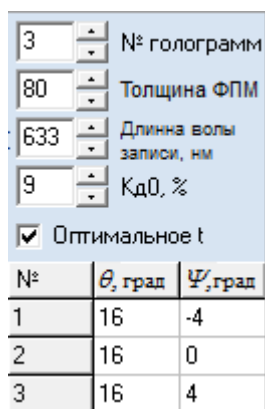 3 № голограмм
80 Толщина ФПМ
: 633 Длинна волы
записи, нм
9 Кд0, %
Оптимальное t
№ θ, град Ψ,град
1 16 -4
2 16 0
3 16 4